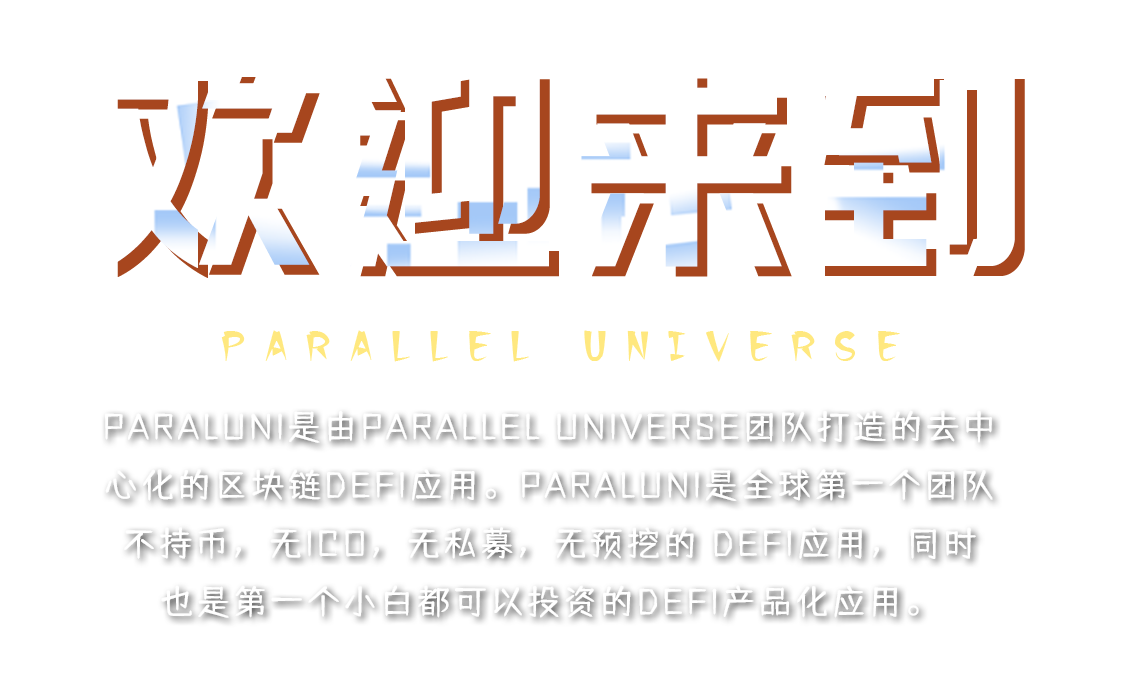 欢迎来到
PARALLEL UNIVERSE
PARALUNI是由PARALLEL UNIVERSE团队打造的去中
心化的区块链DEFI应用。PARALUNI是全球第一个团队
不持币，无ICO，无私募，无预挖的 DEFI应用，同时
也是第一个小白都可以投资的DEFI产品化应用。